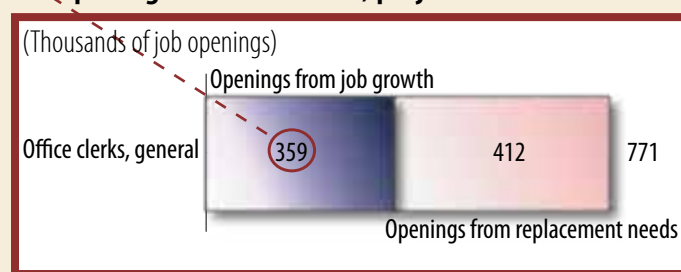 (Thousands of job openings)
Openings from job growth
Office clerks, general 359 412 771
Openings from replacement needs